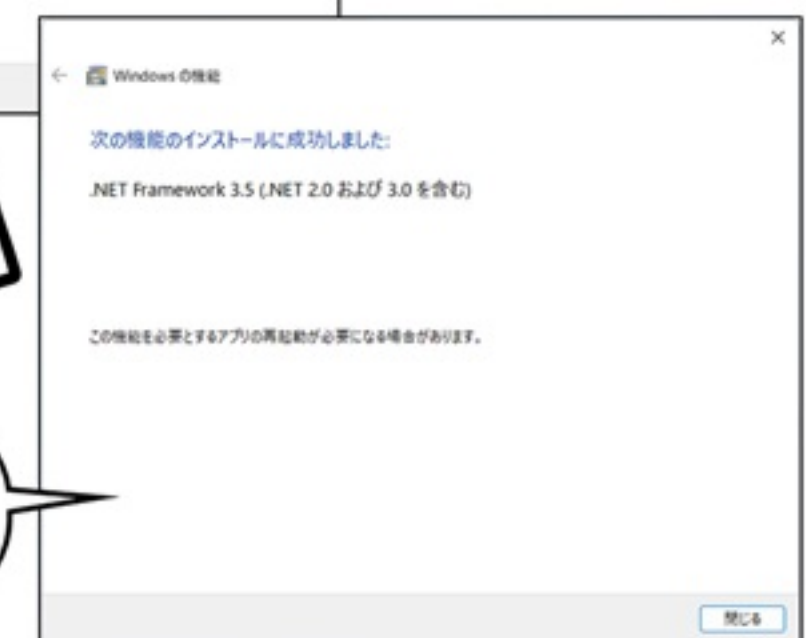 Windows の機能
次の機能のインストールに成功しました:
.NET Framework 3.5 (.NET 2.0 および 3.0 を含む)
この機能を必要とするアプリの再起動が必要になる場合があります。
閉じる